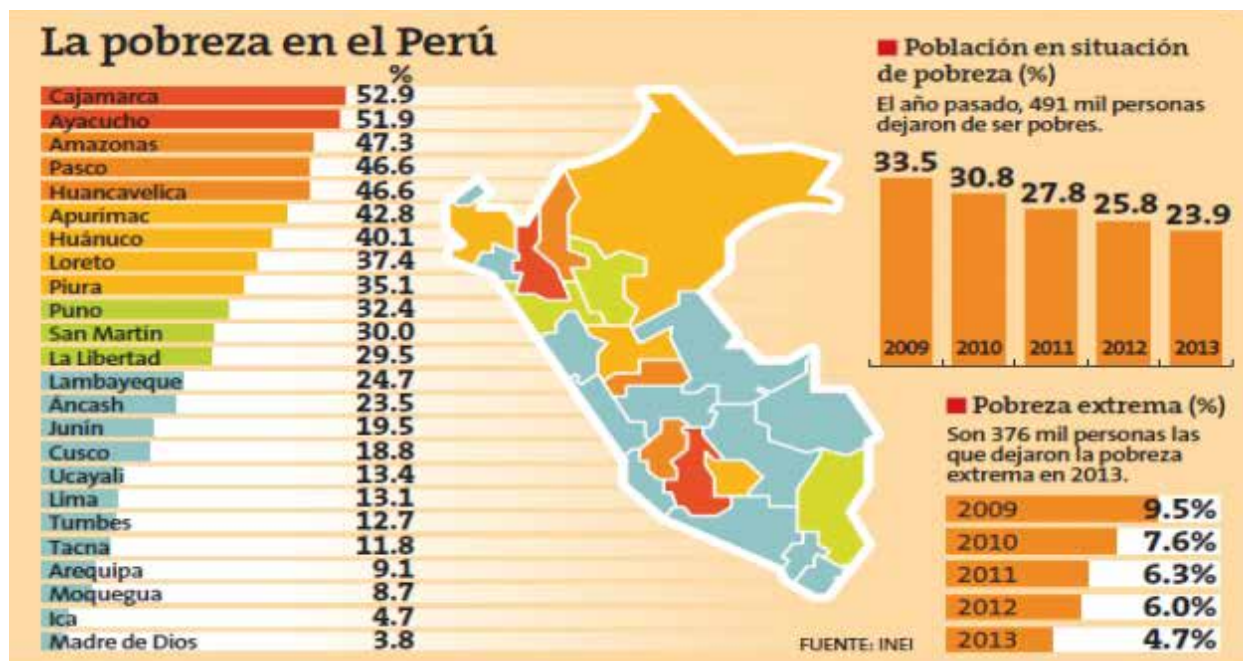 La pobreza en el Perú
%
Cajamarca 52.9
Ayacucho 51.9
Amazonas 47.3
Pasco 46.6
Huancavelica 46.6
Apurímac 42.8
Huánuco 40.1
Loreto 37.4
Piura 35.1
Puno 32.4
San Martín 30.0
La Libertad 29.5
Lambayeque 24.7
Áncash 23.5
Junín 19.5
Cusco 18.8
Ucayali 13.4
Lima 13.1
Tumbes 12.7
Tacna 11.8
Arequipa 9.1
Moquegua 8.7
Ica 4.7
Madre de Dios 3.8
Población en situación
de pobreza (%)
El año pasado, 491 mil personas
dejaron de ser pobres.
33.5 30.8 27.8 25.8 23.9
2009 2010 2011 2012 2013
Pobreza extrema (%)
Son 376 mil personas las
que dejaron la pobreza
extrema en 2013.
2009 9.5%
2010 7.6%
2011 6.3%
2012 6.0%
2013 4.7%
FUENTE: INEI